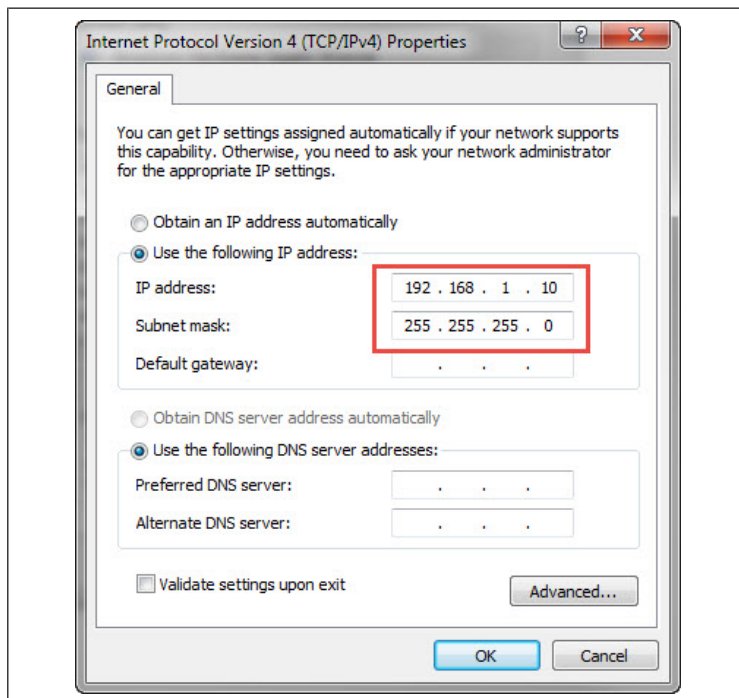 Internet Protocol Version 4 (TCP/IPv4) Properties
General
You can get IP settings assigned automatically if your network supports
this capability. Otherwise, you need to ask your network administrator
for the appropriate IP settings.
Obtain an IP address automatically
Use the following IP address:
IP address: 192 . 168 . 1 . 10
Subnet mask: 255 . 255 . 255 . 0
Default gateway: . . .
Obtain DNS server address automatically
Use the following DNS server addresses:
Preferred DNS server: . . .
Alternate DNS server: . . .
Validate settings upon exit
Advanced...
OK Cancel